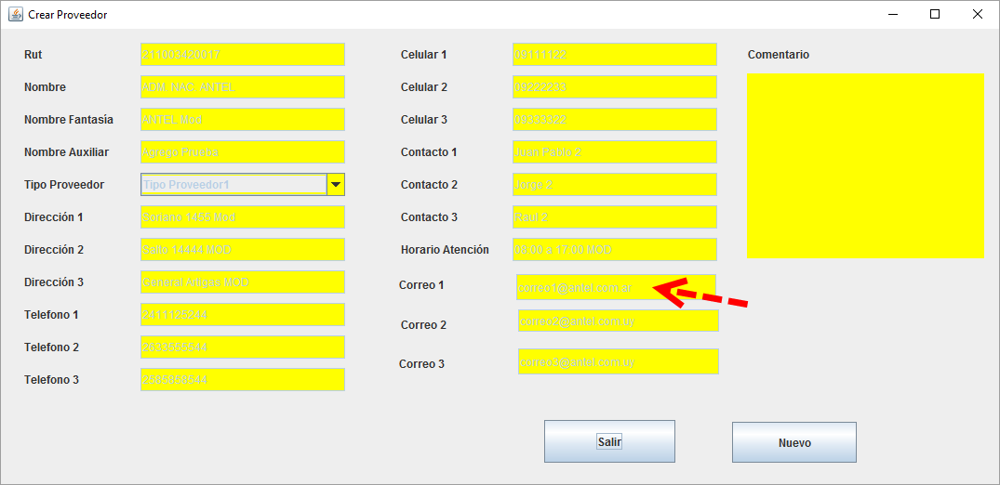 Crear Proveedor
Rut 211003420017
Nombre ADM. NAC. ANTEL
Nombre Fantasía ANTEL Mod
Nombre Auxiliar Agrego Prueba
Tipo Proveedor Tipo Proveedor1
Dirección 1 Soriano 1455 Mod.
Dirección 2 Salto 14444 MOD
Dirección 3 General Artigas MOD
Telefono 1 2411125244
Telefono 2 2633555544
Telefono 3 2585858544
Celular 1 09111122
Celular 2 09222233
Celular 3 09333322
Contacto 1 Juan Pablo 2
Contacto 2 Jorge 2
Contacto 3 Raul 2
Horario Atención 08:00 a 17:00 MOD
Correo 1 correo1@antel.com.ar
Correo 2 correo2@antel.com.uy
Correo 3 correo3@antel.com.uy
Comentario
Salir
Nuevo